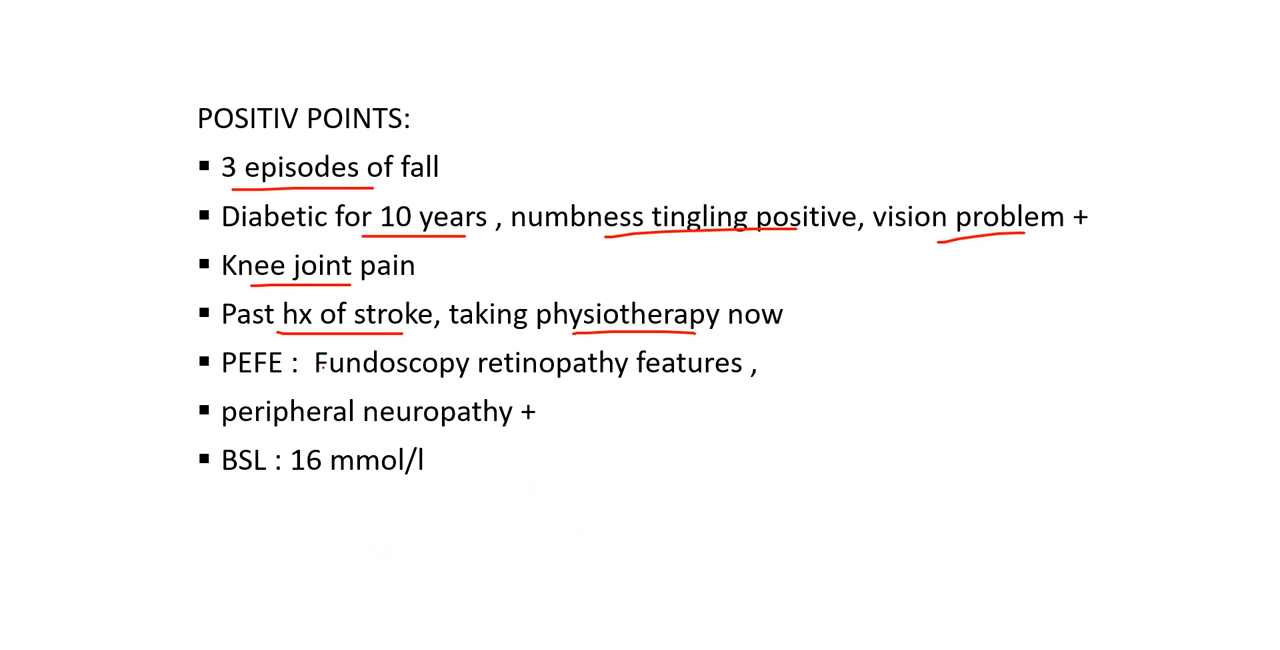 POSITIV POINTS:
▪ 3 episodes of fall
▪ Diabetic for 10 years , numbness tingling positive, vision problem +
▪ Knee joint pain
▪ Past hx of stroke, taking physiotherapy now
▪ PEFE :  Fundoscopy retinopathy features ,
▪ peripheral neuropathy +
▪ BSL : 16 mmol/l